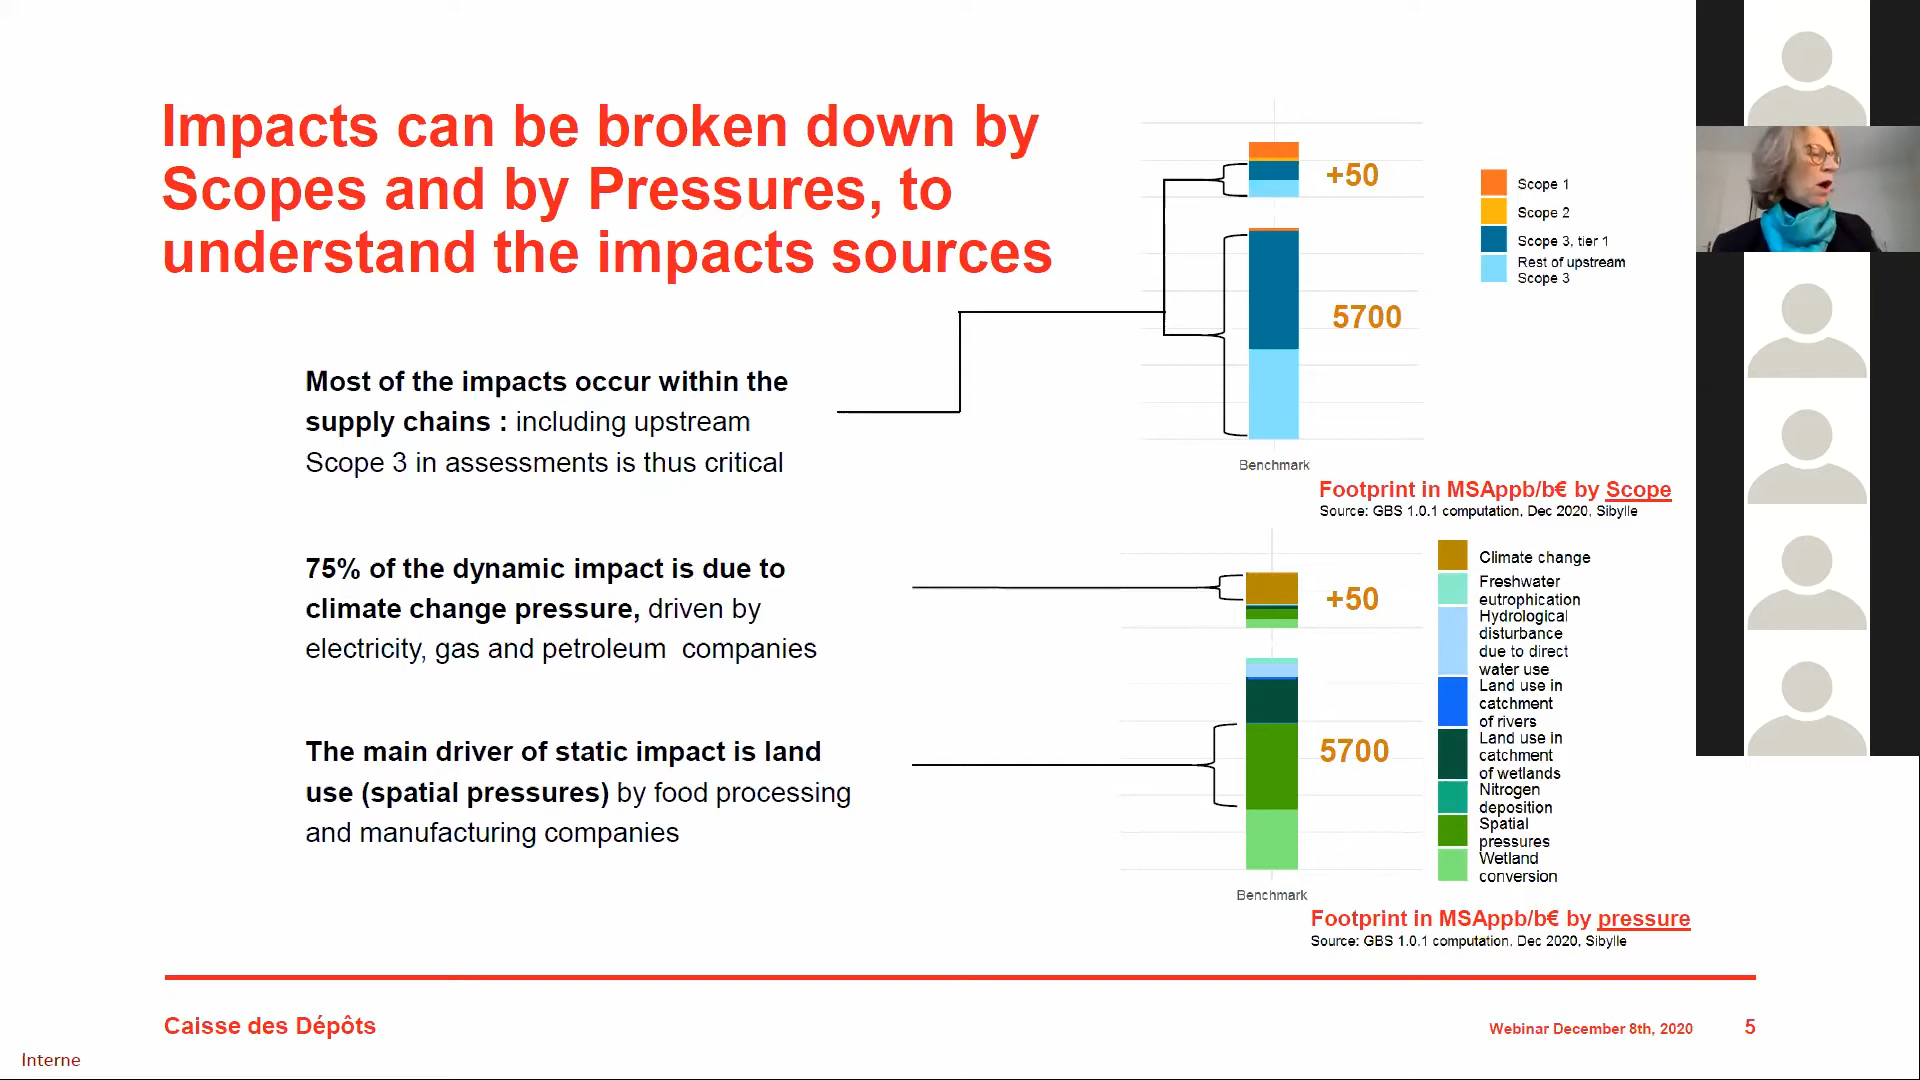 Impacts can be broken down by
Scopes and by Pressures, to
understand the impacts sources
Most of the impacts occur within the
supply chains : including upstream
Scope 3 in assessments is thus critical
75% of the dynamic impact is due to
climate change pressure, driven by
electricity, gas and petroleum companies
The main driver of static impact is land
use (spatial pressures) by food processing
and manufacturing companies
+50
5700
Benchmark
Scope 1
Scope 2
Scope 3, tier 1
Rest of upstream
Scope 3
Footprint in MSAppb/b€ by Scope
Source: GBS 1.0.1 computation, Dec 2020, Sibylle
+50
5700
Benchmark
Climate change
Freshwater
eutrophication
Hydrological
disturbance
due to direct
water use
Land use in
catchment
of rivers
Land use in
catchment
of wetlands
Nitrogen
deposition
Spatial
pressures
Wetland
conversion
Footprint in MSAppb/b€ by pressure
Source: GBS 1.0.1 computation, Dec 2020, Sibylle
Caisse des Dépôts
Webinar December 8th, 2020
5
Interne